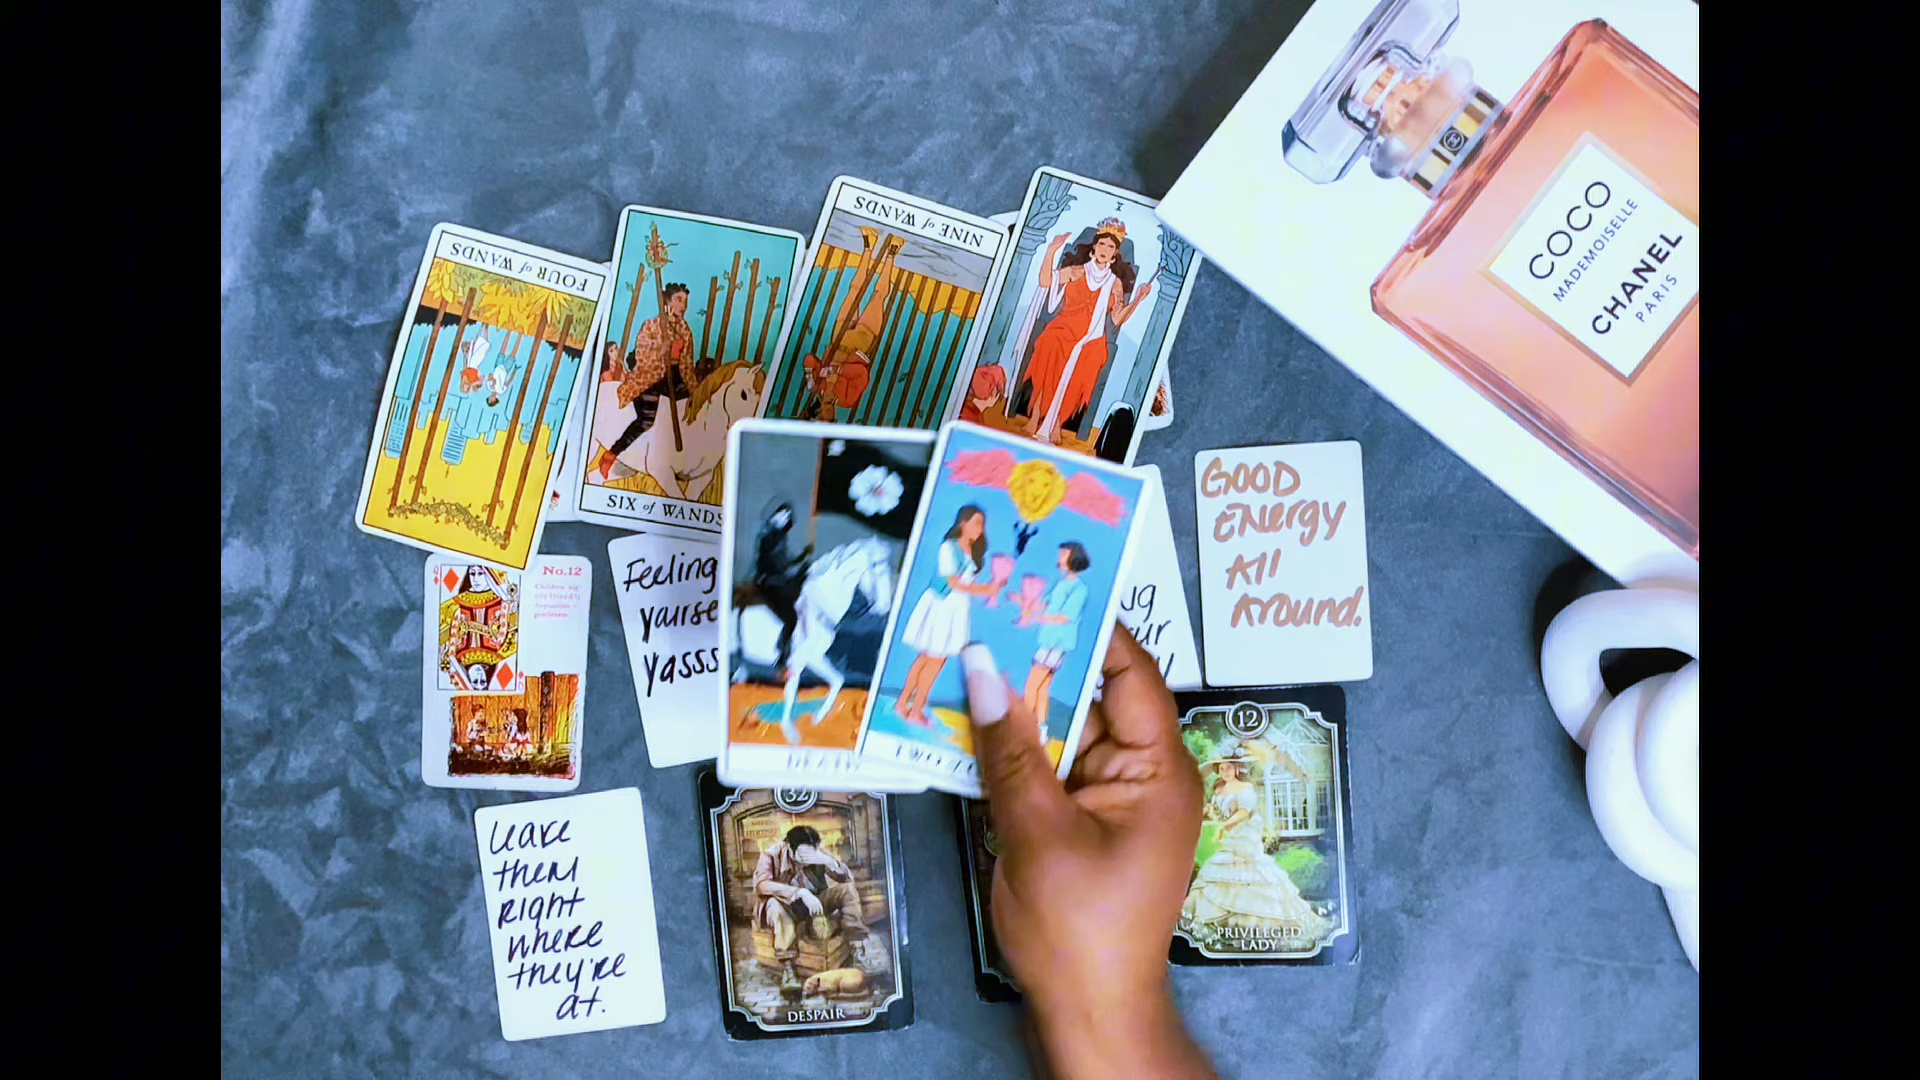 COCO
MADEMOISELLE
CHANEL
PARIS
NINE of WANDS
FOUR of WANDS
SIX of WANDS
I
GOOD
ENERGY
All
Around.
Feeling
No.12
Q
yasss
DEATH
32
12
Leave
them
right
where
they're
at.
DESPAIR
PRIVILEGED
LADY